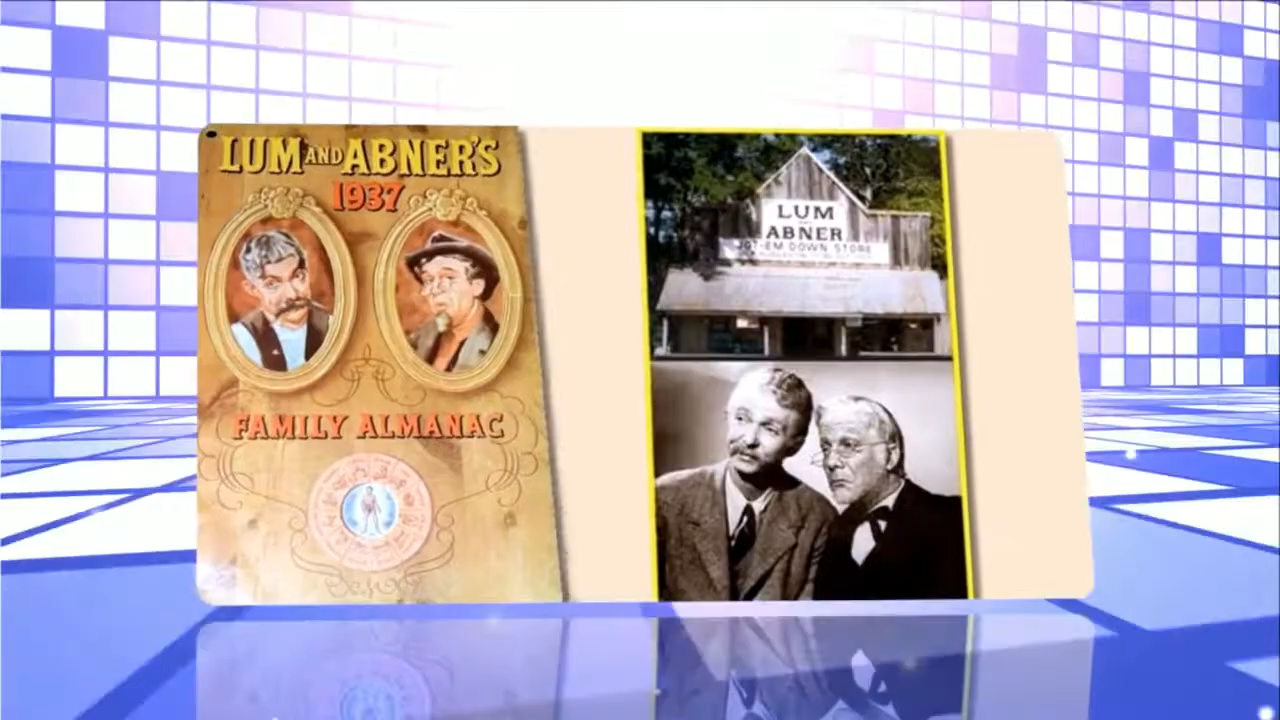 LUM AND ABNER'S
1937
FAMILY ALMANAC
LUM
ABNER
JOT-EM DOWN STORE